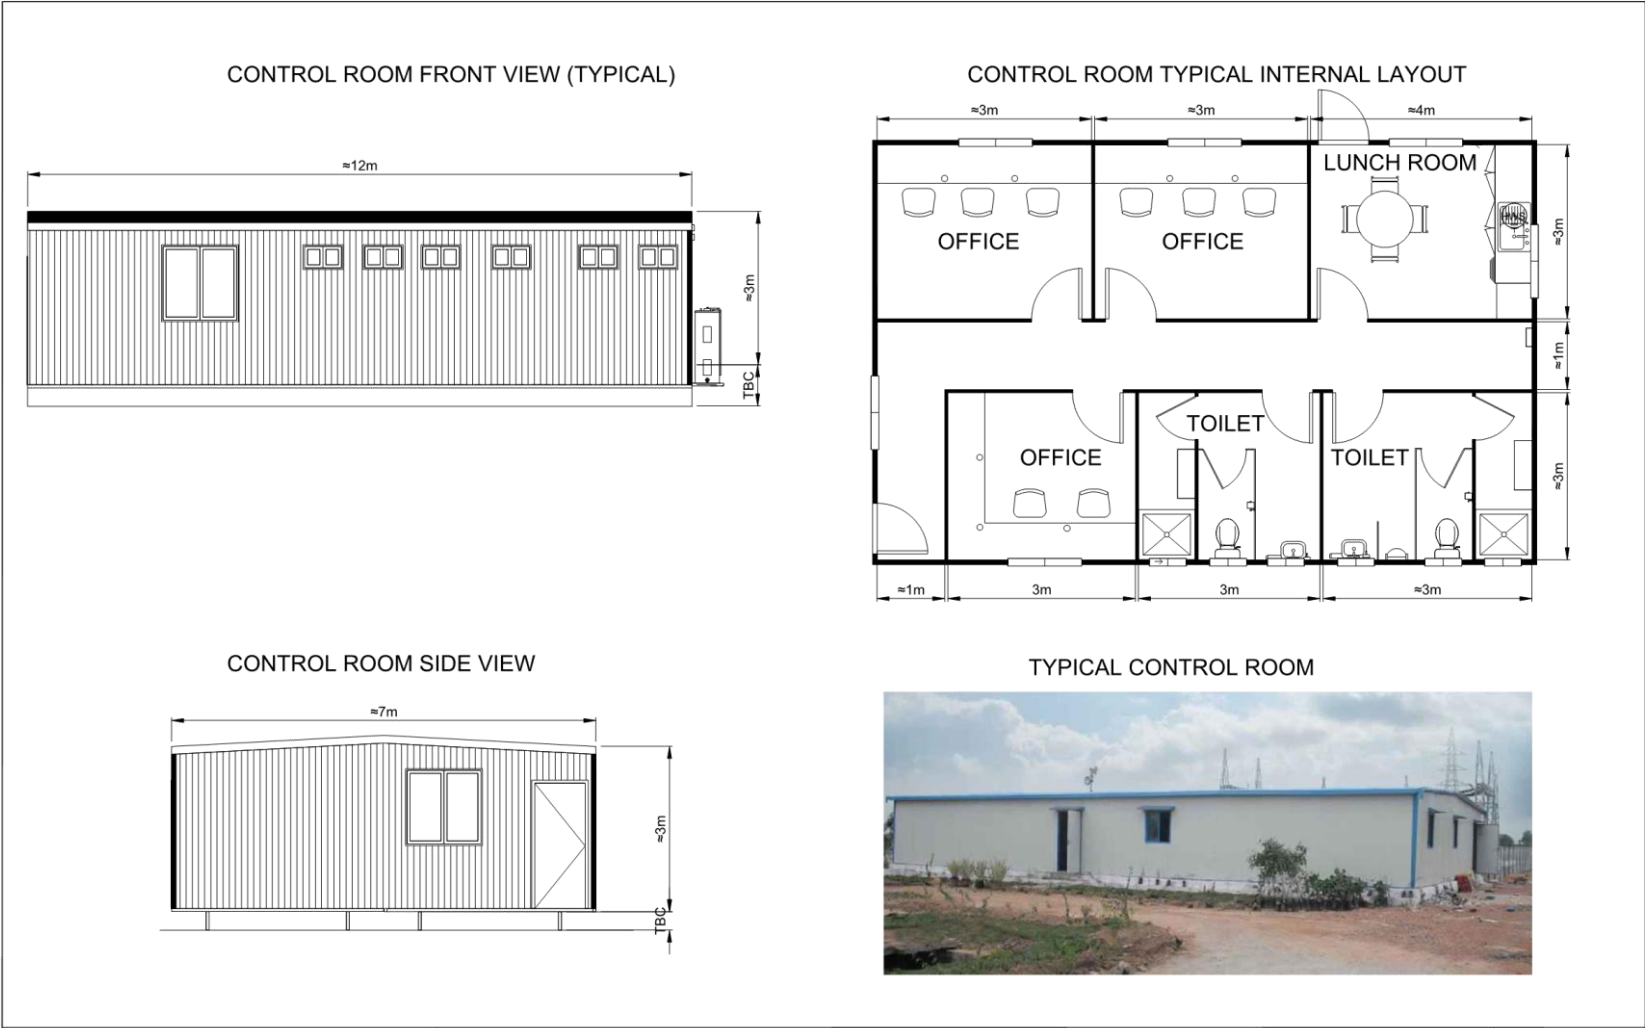 CONTROL ROOM FRONT VIEW (TYPICAL)
≈12m
≈3m
TBC
CONTROL ROOM TYPICAL INTERNAL LAYOUT
≈3m
≈3m
≈4m
LUNCH ROOM
HWS
OFFICE
OFFICE
≈3m
≈1m
TOILET
OFFICE
TOILET
≈3m
≈1m
3m
3m
≈3m
CONTROL ROOM SIDE VIEW
≈7m
≈3m
TBC
TYPICAL CONTROL ROOM